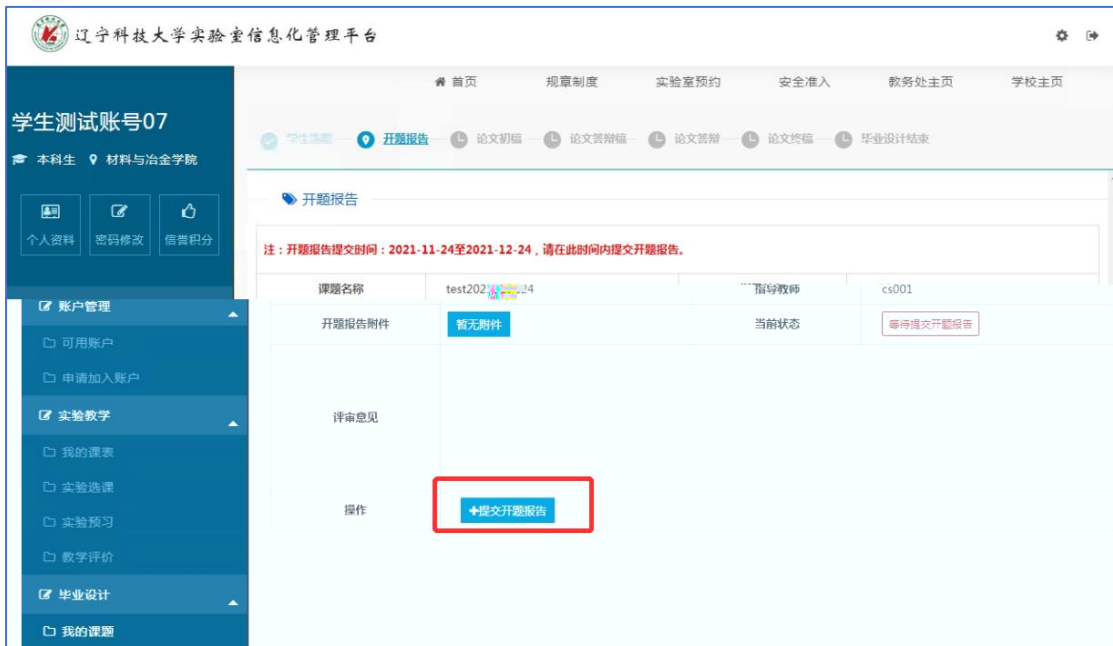 辽宁科技大学实验室信息化管理平台
首页 规章制度 实验室预约 安全准入 教务处主页 学校主页
学生测试账号07
本科生 材料与冶金学院
个人资料 密码修改 信誉积分
学生选题 开题报告 论文初稿 论文答辩稿 论文答辩 论文终稿 毕业设计结束
开题报告
注：开题报告提交时间：2021-11-24至2021-12-24，请在此时间内提交开题报告。
课题名称 指导教师 cs001
开题报告附件 暂无附件 当前状态 等待提交开题报告
评审意见
操作 +提交开题报告
账户管理
可用账户
申请加入账户
实验教学
我的课表
实验选课
实验预习
教学评价
毕业设计
我的课题